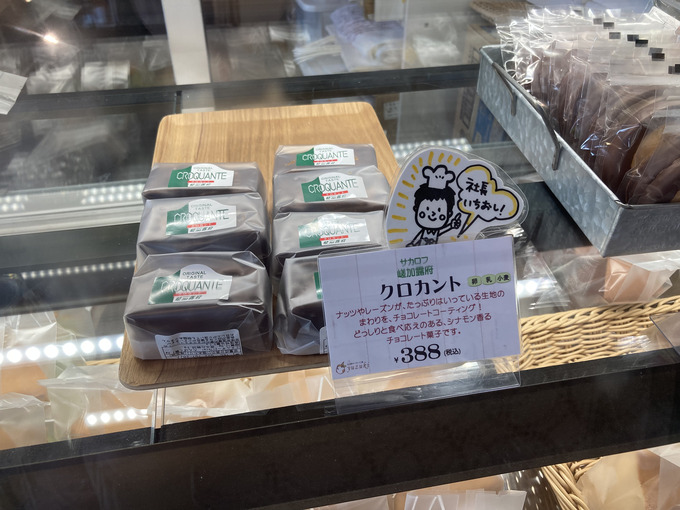 ORIGINAL TASTE
CROQUANTE
CROQUANTE
CROQUANTE
ORIGINAL TASTE
CROQUANTE
CROQUANTE
社長
いちおし!
サカロフ
嵯加露府
クロカント
卵 乳 小麦
ナッツやレーズンが、たっぷりはいっている生地の
まわりを、チョコレートコーティング!
どっしりと食べ応えのある、シナモン香る
チョコレート菓子です。
¥388(税込)